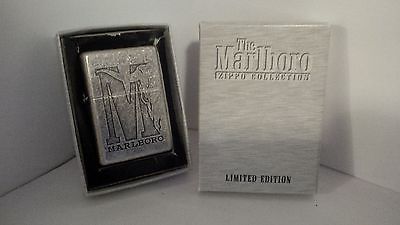 MARLBORO
The
Marlboro
ZIPPO COLLECTION
LIMITED EDITION